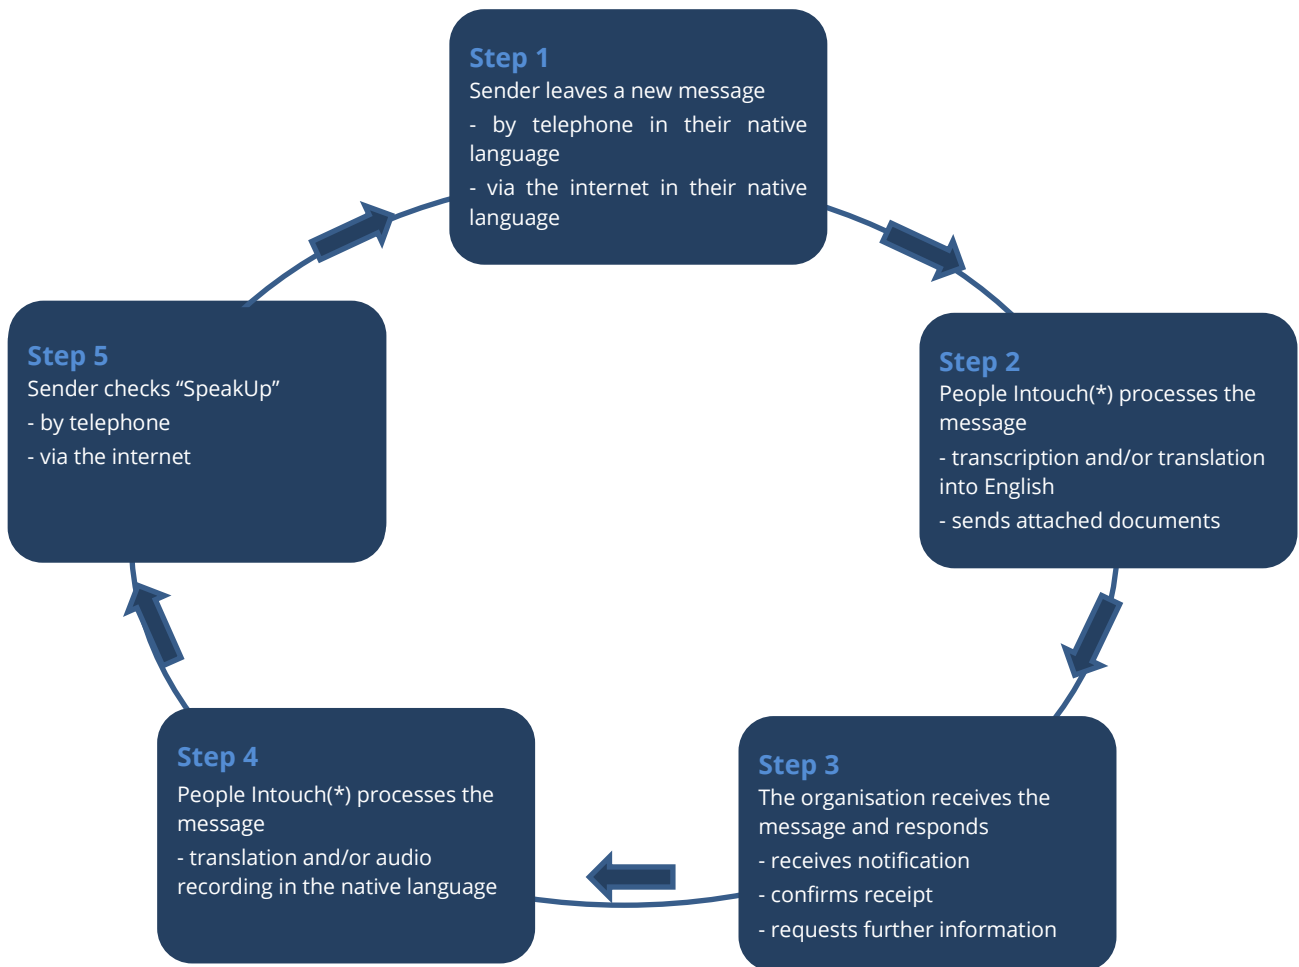 Step 1
Sender leaves a new message
- by telephone in their native
language
- via the internet in their native
language
Step 2
People Intouch(*) processes the
message
- transcription and/or translation
into English
- sends attached documents
Step 3
The organisation receives the
message and responds
- receives notification
- confirms receipt
- requests further information
Step 4
People Intouch(*) processes the
message
- translation and/or audio
recording in the native language
Step 5
Sender checks “SpeakUp”
- by telephone
- via the internet